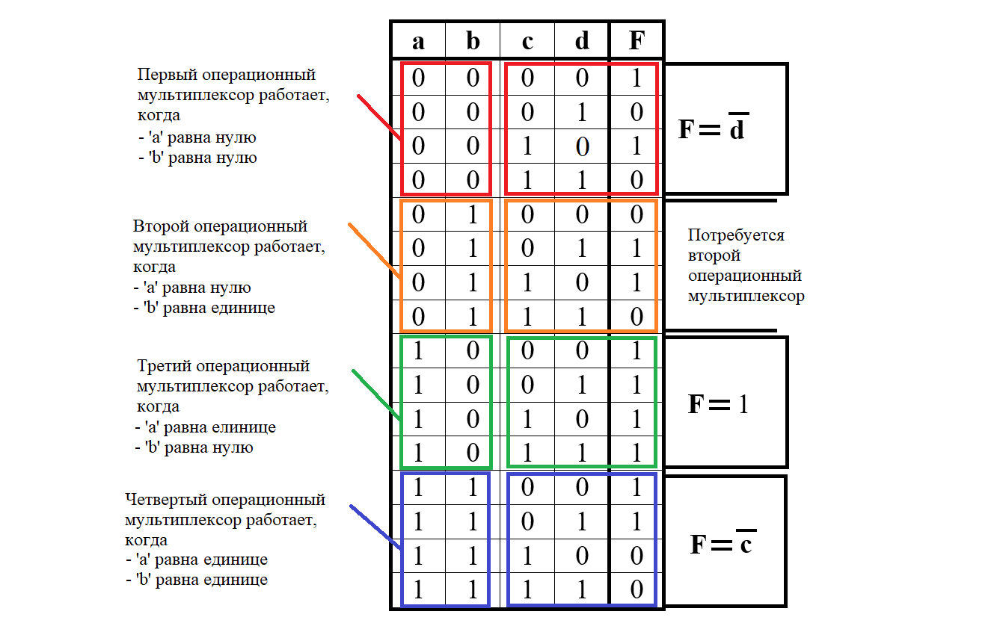 a b c d F
Первый операционный
мультиплексор работает,
когда
- 'a' равна нулю
- 'b' равна нулю
0 0 0 0 1
0 0 0 1 0
0 0 1 0 1
0 0 1 1 0
F = d̅
Второй операционный
мультиплексор работает,
когда
- 'a' равна нулю
- 'b' равна единице
0 1 0 0 0
0 1 0 1 1
0 1 1 0 1
0 1 1 1 0
Потребуется
второй
операционный
мультиплексор
Третий операционный
мультиплексор работает,
когда
- 'a' равна елинице
- 'b' равна нулю
1 0 0 0 1
1 0 0 1 1
1 0 1 0 1
1 0 1 1 1
F = 1
Четвертый операционный
мультиплексор работает,
когда
- 'a' равна единице
- 'b' равна единице
1 1 0 0 1
1 1 0 1 1
1 1 1 0 0
1 1 1 1 0
F = c̅